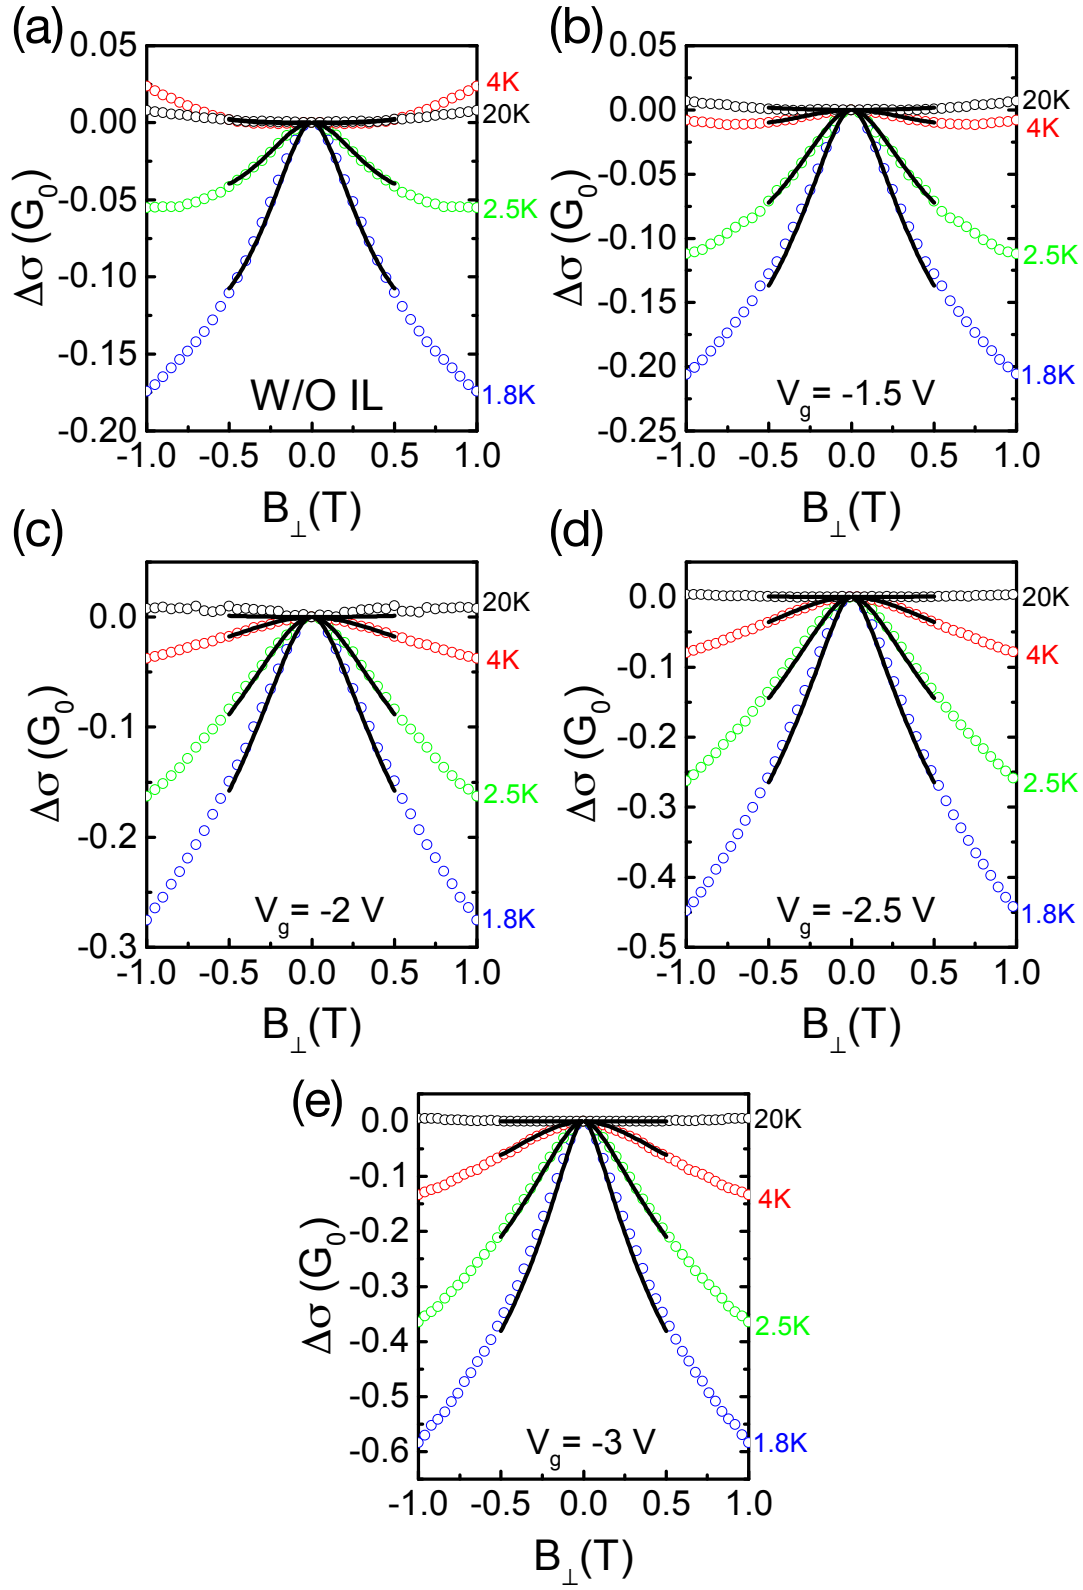 (a)
0.05
0.00
-0.05
-0.10
-0.15
-0.20
Δσ (G0)
4K
20K
2.5K
1.8K
W/O IL
-1.0 -0.5 0.0 0.5 1.0
B⊥(T)
(b)
0.05
0.00
-0.05
-0.10
-0.15
-0.20
-0.25
Δσ (G0)
20K
4K
2.5K
1.8K
Vg= -1.5 V
-1.0 -0.5 0.0 0.5 1.0
B⊥(T)
(c)
0.0
-0.1
-0.2
-0.3
Δσ (G0)
20K
4K
2.5K
1.8K
Vg= -2 V
-1.0 -0.5 0.0 0.5 1.0
B⊥(T)
(d)
0.0
-0.1
-0.2
-0.3
-0.4
-0.5
Δσ (G0)
20K
4K
2.5K
1.8K
Vg= -2.5 V
-1.0 -0.5 0.0 0.5 1.0
B⊥(T)
(e)
0.0
-0.1
-0.2
-0.3
-0.4
-0.5
-0.6
Δσ (G0)
20K
4K
2.5K
1.8K
Vg= -3 V
-1.0 -0.5 0.0 0.5 1.0
B⊥(T)